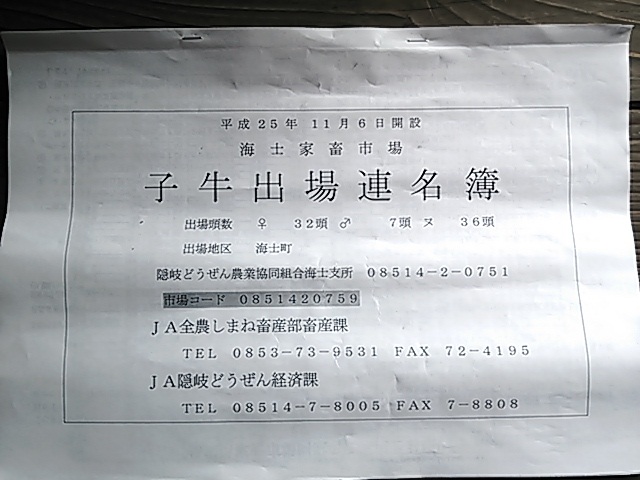 平成25年 11月6日開設
海士家畜市場
子牛出場連名簿
出場頭数 ♀ 32頭 ♂ 7頭 ヌ 36頭
出場地区 海士町
隠岐どうぜん農業協同組合海士支所 08514-2-0751
市場コード 0851420759
JA全農しまね畜産部畜産課
TEL 0853-73-9531 FAX 72-4195
JA隠岐どうぜん経済課
TEL 08514-7-8005 FAX 7-8808